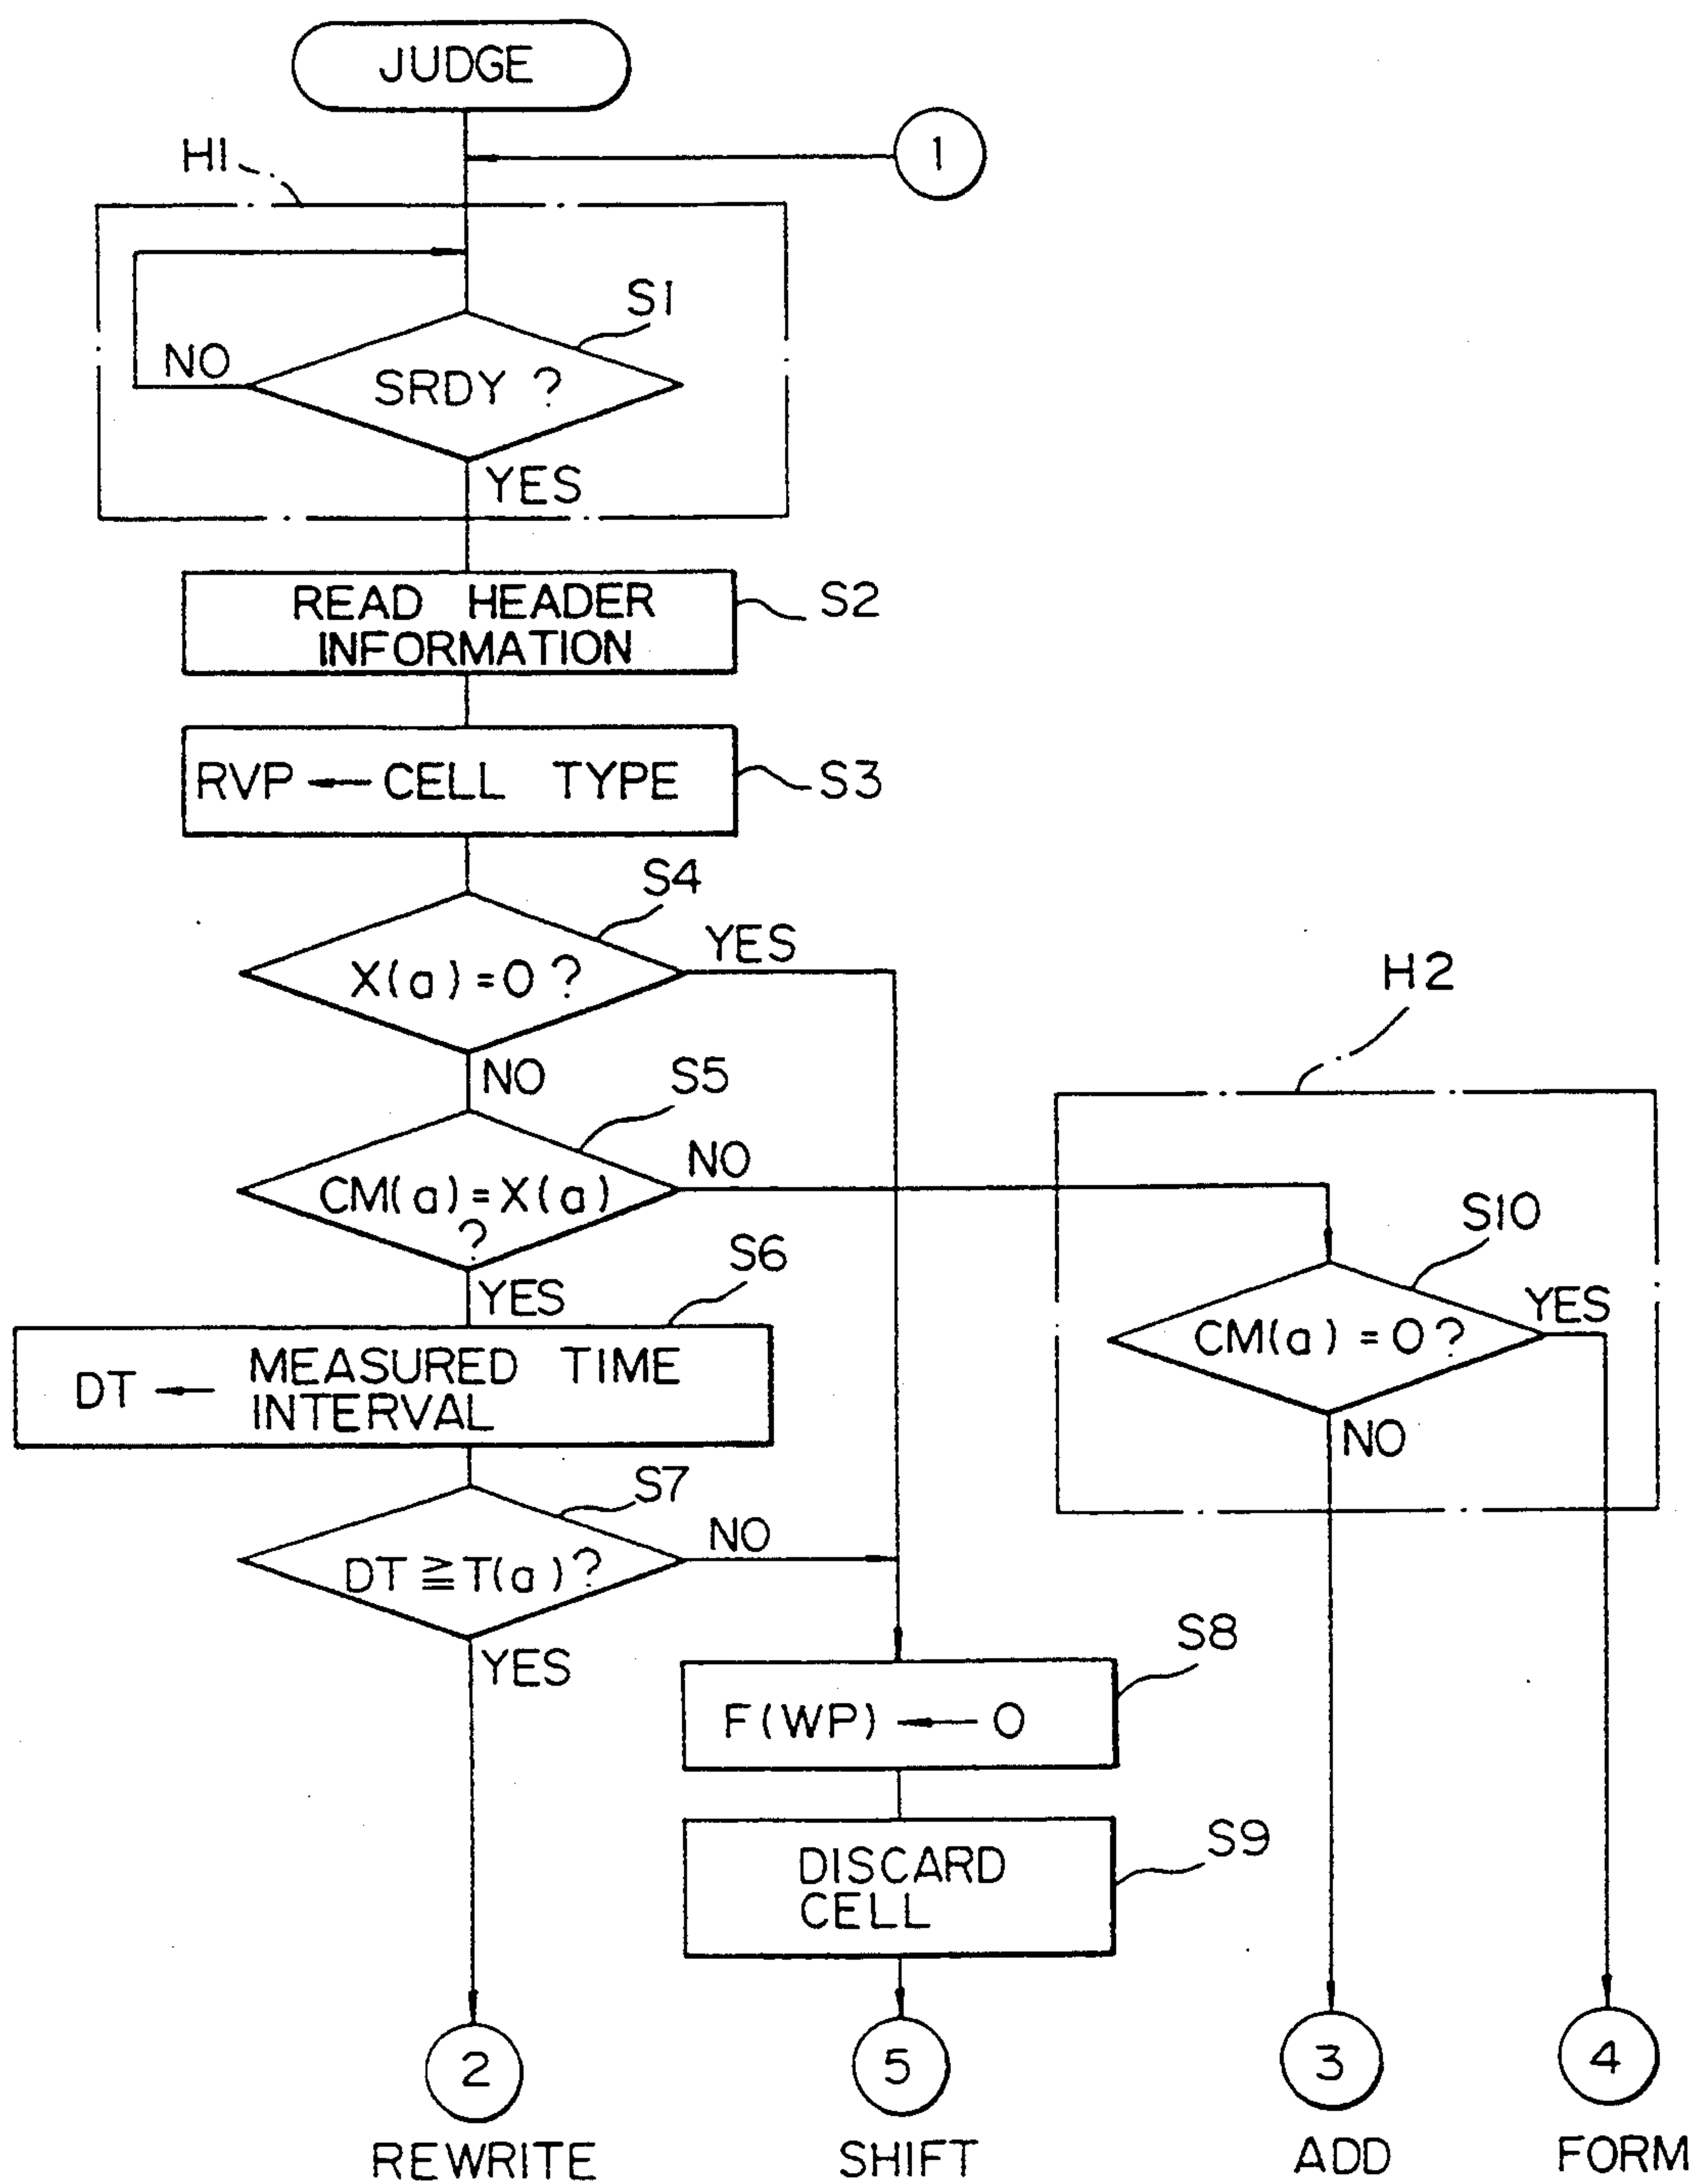 JUDGE
1
H1
S1
NO
SRDY ?
YES
READ HEADER
INFORMATION
S2
RVP ← CELL TYPE
S3
S4
YES
X(a)=0 ?
H2
NO
S5
NO
CM(a)=X(a)
?
S10
S6
YES
YES
CM(a)=0 ?
DT ← MEASURED TIME
INTERVAL
NO
S7
NO
DT ≧ T(a) ?
YES
S8
F(WP) ← 0
S9
DISCARD
CELL
2
5
3
4
REWRITE
SHIFT
ADD
FORM